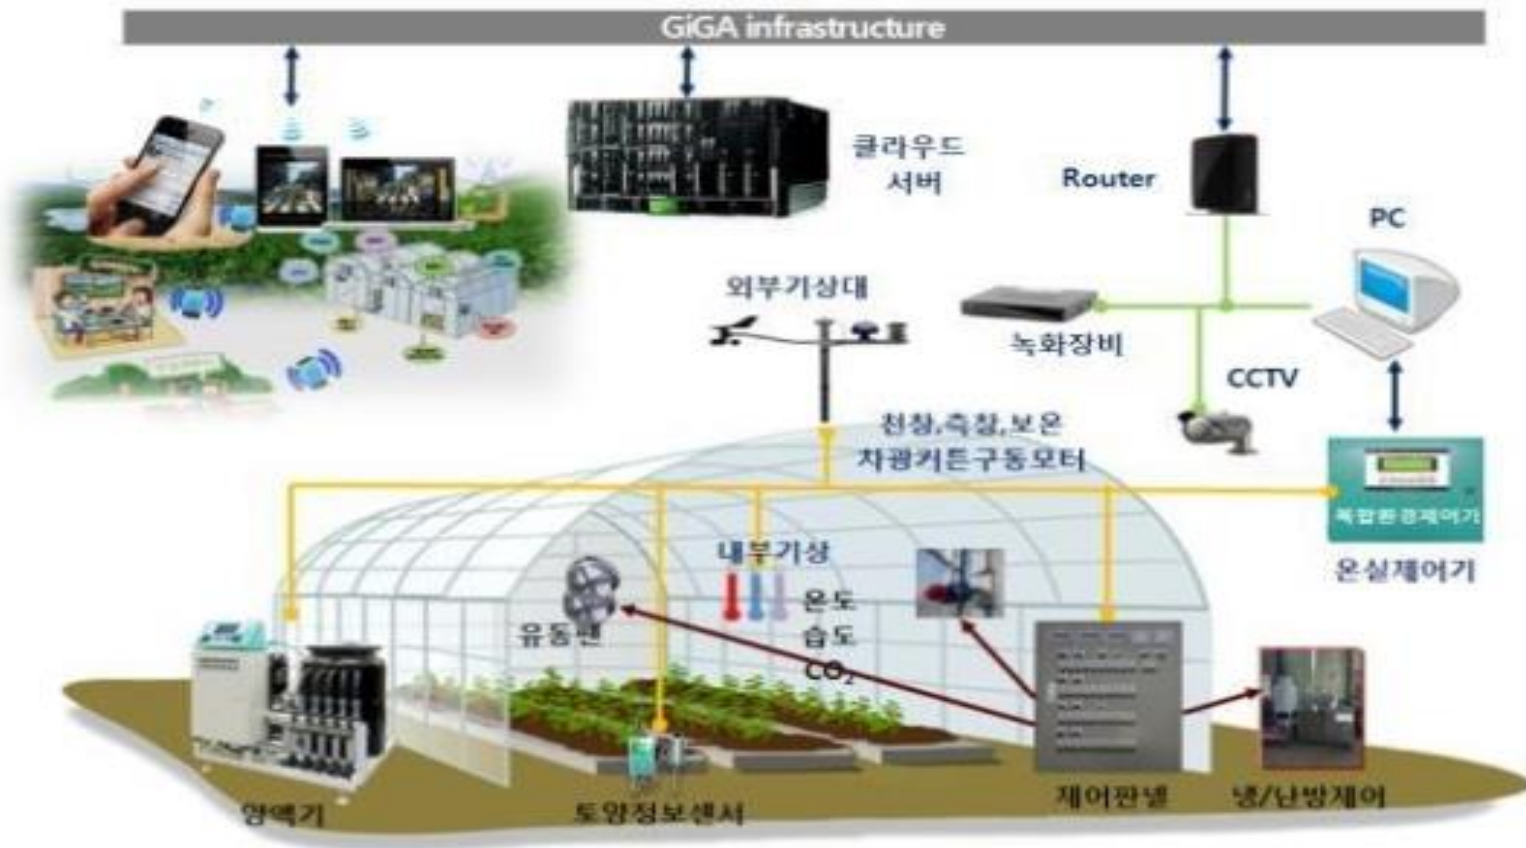 GiGA infrastructure
클라우드
서버
Router
PC
외부기상대
녹화장비
CCTV
천창,측창,보온
차광커튼구동모터
복합환경제어기
온실제어기
내부기상
온도
습도
CO₂
유동팬
양액기
토양정보센서
제어판넬
냉/난방제어